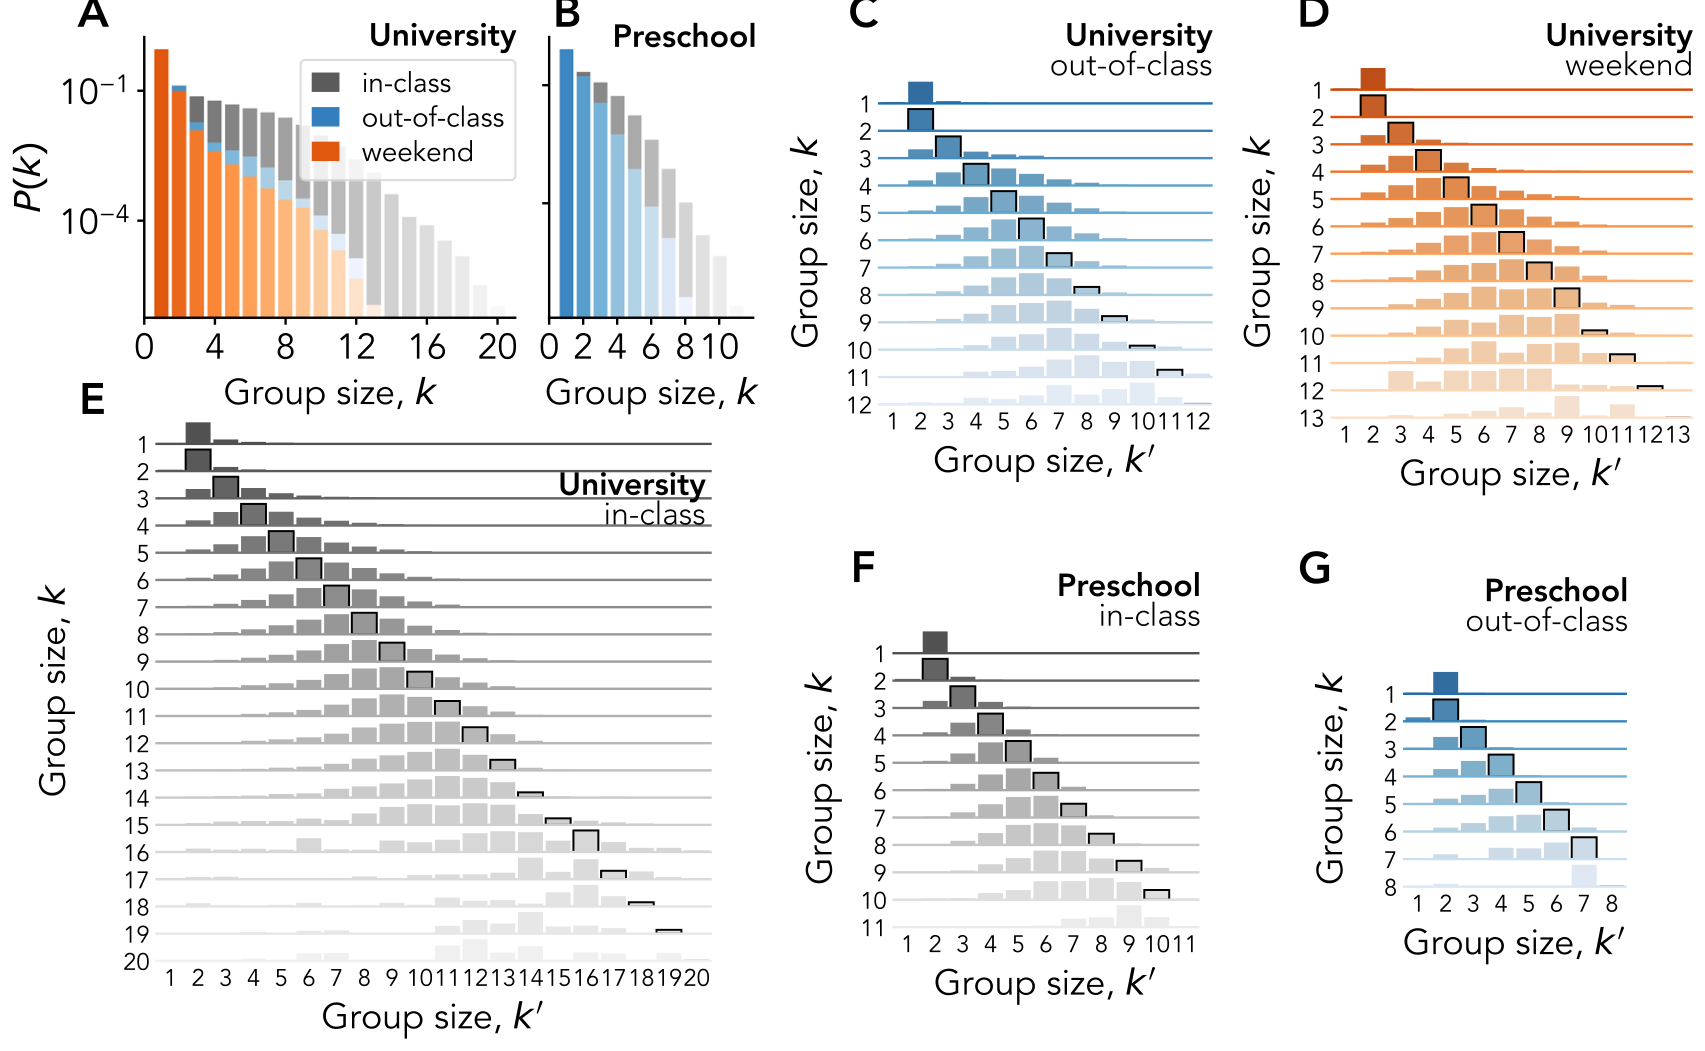 A
University
in-class
out-of-class
weekend
10⁻¹
10⁻⁴
P(k)
0 4 8 12 16 20
Group size, k
B
Preschool
0 2 4 6 8 10
Group size, k
C
University
out-of-class
Group size, k
1
2
3
4
5
6
7
8
9
10
11
12
1 2 3 4 5 6 7 8 9 10 11 12
Group size, k′
D
University
weekend
Group size, k
1
2
3
4
5
6
7
8
9
10
11
12
13
1 2 3 4 5 6 7 8 9 10 11 12 13
Group size, k′
E
University
in-class
Group size, k
1
2
3
4
5
6
7
8
9
10
11
12
13
14
15
16
17
18
19
20
1 2 3 4 5 6 7 8 9 10 11 12 13 14 15 16 17 18 19 20
Group size, k′
F
Preschool
in-class
Group size, k
1
2
3
4
5
6
7
8
9
10
11
1 2 3 4 5 6 7 8 9 10 11
Group size, k′
G
Preschool
out-of-class
Group size, k
1
2
3
4
5
6
7
8
1 2 3 4 5 6 7 8
Group size, k′